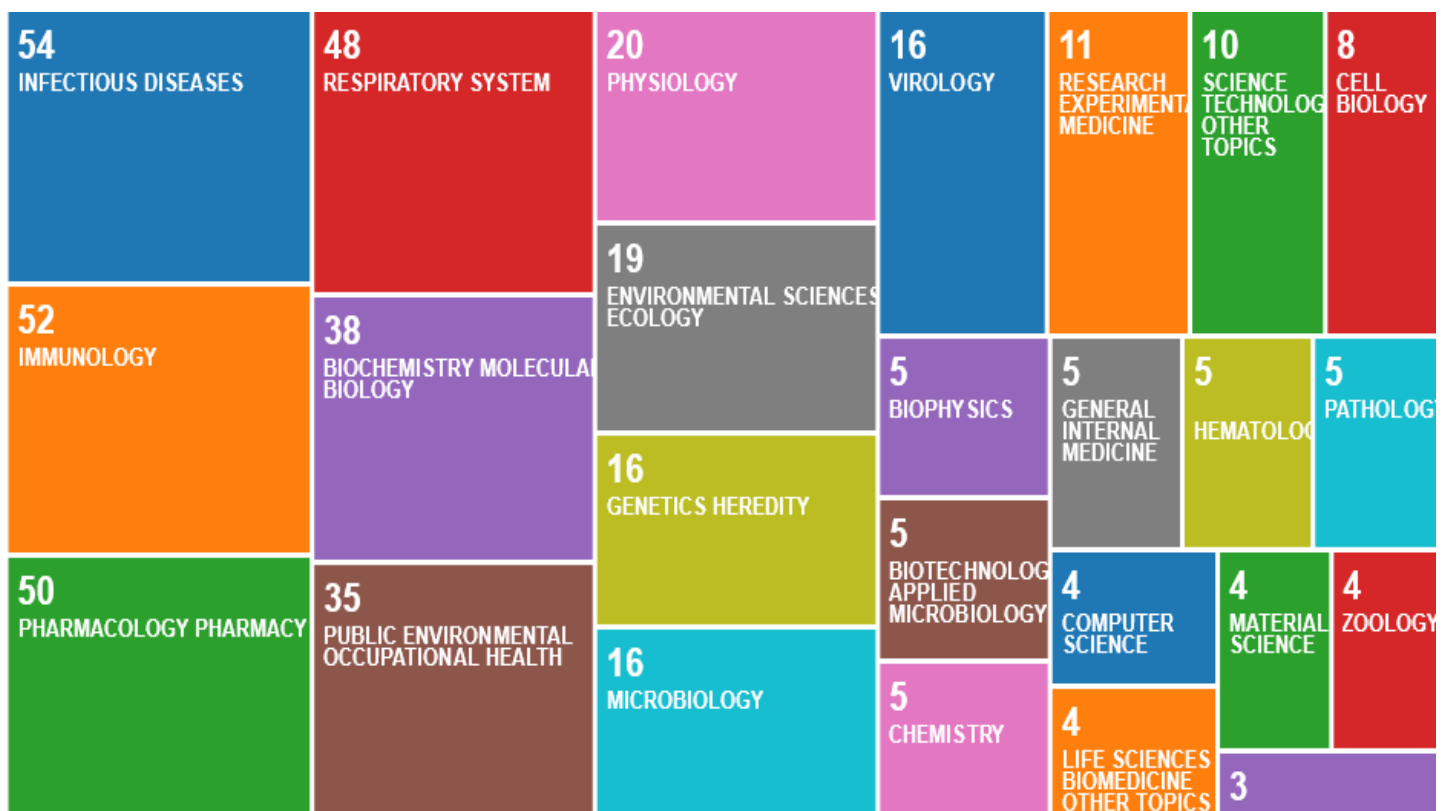 54
INFECTIOUS DISEASES
52
IMMUNOLOGY
50
PHARMACOLOGY PHARMACY
48
RESPIRATORY SYSTEM
38
BIOCHEMISTRY MOLECULA
BIOLOGY
35
PUBLIC ENVIRONMENTAL
OCCUPATIONAL HEALTH
20
PHYSIOLOGY
19
ENVIRONMENTAL SCIENCES
ECOLOGY
16
GENETICS HEREDITY
16
MICROBIOLOGY
16
VIROLOGY
11
RESEARCH
EXPERIMENTA
MEDICINE
10
SCIENCE
TECHNOLOG
OTHER
TOPICS
8
CELL
BIOLOGY
5
BIOPHYSICS
5
BIOTECHNOLOG
APPLIED
MICROBIOLOGY
5
CHEMISTRY
5
GENERAL
INTERNAL
MEDICINE
5
HEMATOLOG
5
PATHOLOGY
4
COMPUTER
SCIENCE
4
LIFE SCIENCES
BIOMEDICINE
OTHER TOPICS
4
MATERIAL
SCIENCE
4
ZOOLOGY
3